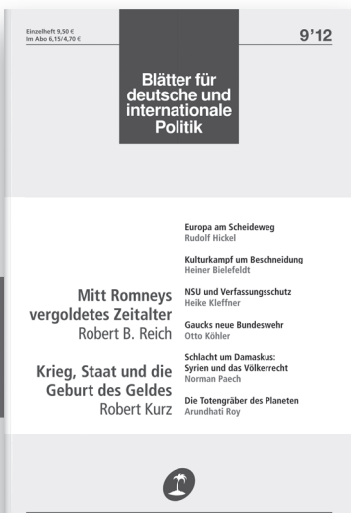 Einzelheft 9,50 €
Im Abo 6,15/4,70 €
9’12
Blätter für
deutsche und
internationale
Politik
Mitt Romneys
vergoldetes Zeitalter
Robert B. Reich
Krieg, Staat und die
Geburt des Geldes
Robert Kurz
Europa am Scheideweg
Rudolf Hickel
Kulturkampf um Beschneidung
Heiner Bielefeldt
NSU und Verfassungsschutz
Heike Kleffner
Gaucks neue Bundeswehr
Otto Köhler
Schlacht um Damaskus:
Syrien und das Völkerrecht
Norman Paech
Die Totengräber des Planeten
Arundhati Roy